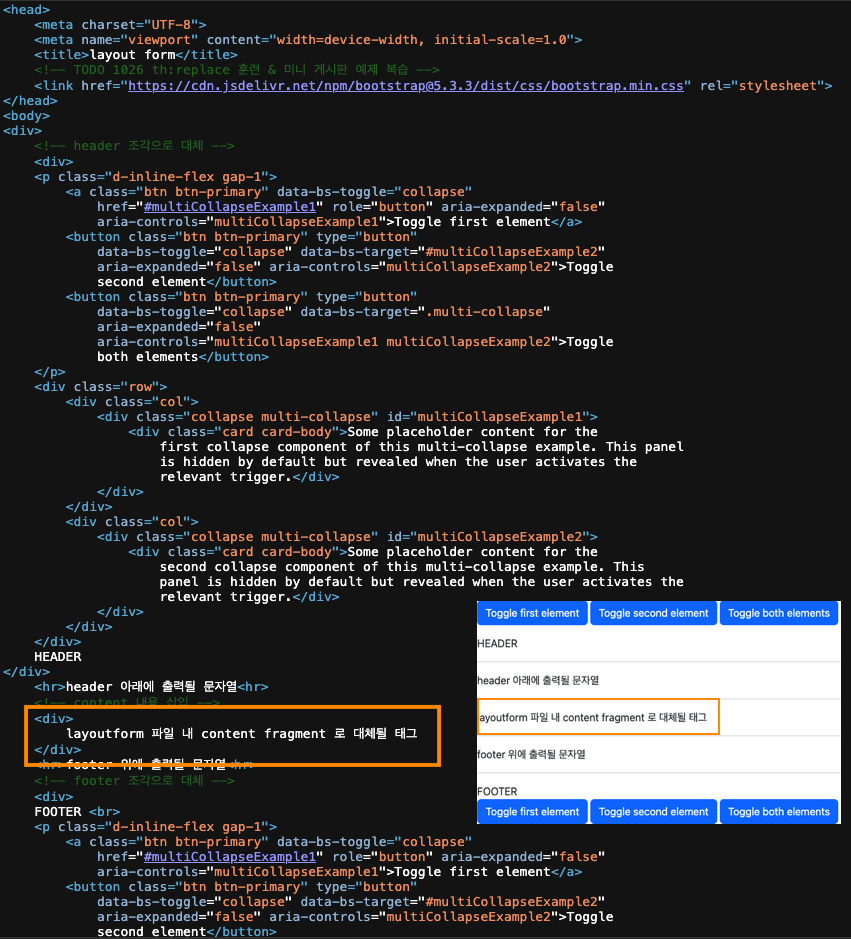 <head>
<meta charset="UTF-8">
<meta name="viewport" content="width=device-width, initial-scale=1.0">
<title>layout form</title>
<!-- TODO 1026 th:replace 훈련 & 미니 게시판 예제 복습 -->
<link href="https://cdn.jsdelivr.net/npm/bootstrap@5.3.3/dist/css/bootstrap.min.css" rel="stylesheet">
</head>
<body>
<div>
<!-- header 조각으로 대체 -->
<div>
<p class="d-inline-flex gap-1">
<a class="btn btn-primary" data-bs-toggle="collapse"
href="#multiCollapseExample1" role="button" aria-expanded="false"
aria-controls="multiCollapseExample1">Toggle first element</a>
<button class="btn btn-primary" type="button"
data-bs-toggle="collapse" data-bs-target="#multiCollapseExample2"
aria-expanded="false" aria-controls="multiCollapseExample2">Toggle
second element</button>
<button class="btn btn-primary" type="button"
data-bs-toggle="collapse" data-bs-target=".multi-collapse"
aria-expanded="false"
aria-controls="multiCollapseExample1 multiCollapseExample2">Toggle
both elements</button>
</p>
<div class="row">
<div class="col">
<div class="collapse multi-collapse" id="multiCollapseExample1">
<div class="card card-body">Some placeholder content for the
first collapse component of this multi-collapse example. This panel
is hidden by default but revealed when the user activates the
relevant trigger.</div>
</div>
</div>
<div class="col">
<div class="collapse multi-collapse" id="multiCollapseExample2">
<div class="card card-body">Some placeholder content for the
second collapse component of this multi-collapse example. This
panel is hidden by default but revealed when the user activates the
relevant trigger.</div>
</div>
</div>
</div>
HEADER
</div>
<hr>header 아래에 출력될 문자열<hr>
<!-- content 내용 삽입 -->
<div>
layoutform 파일 내 content fragment 로 대체될 태그
</div>
<hr>footer 위에 출력될 문자열<hr>
<!-- footer 조각으로 대체 -->
<div>
FOOTER <br>
<p class="d-inline-flex gap-1">
<a class="btn btn-primary" data-bs-toggle="collapse"
href="#multiCollapseExample1" role="button" aria-expanded="false"
aria-controls="multiCollapseExample1">Toggle first element</a>
<button class="btn btn-primary" type="button"
data-bs-toggle="collapse" data-bs-target="#multiCollapseExample2"
aria-expanded="false" aria-controls="multiCollapseExample2">Toggle
second element</button>
Toggle first element Toggle second element Toggle both elements
HEADER
header 아래에 출력될 문자열
ayoutform 파일 내 content fragment 로 대체될 태그
footer 위에 출력될 문자열
FOOTER
Toggle first element Toggle second element Toggle both elements